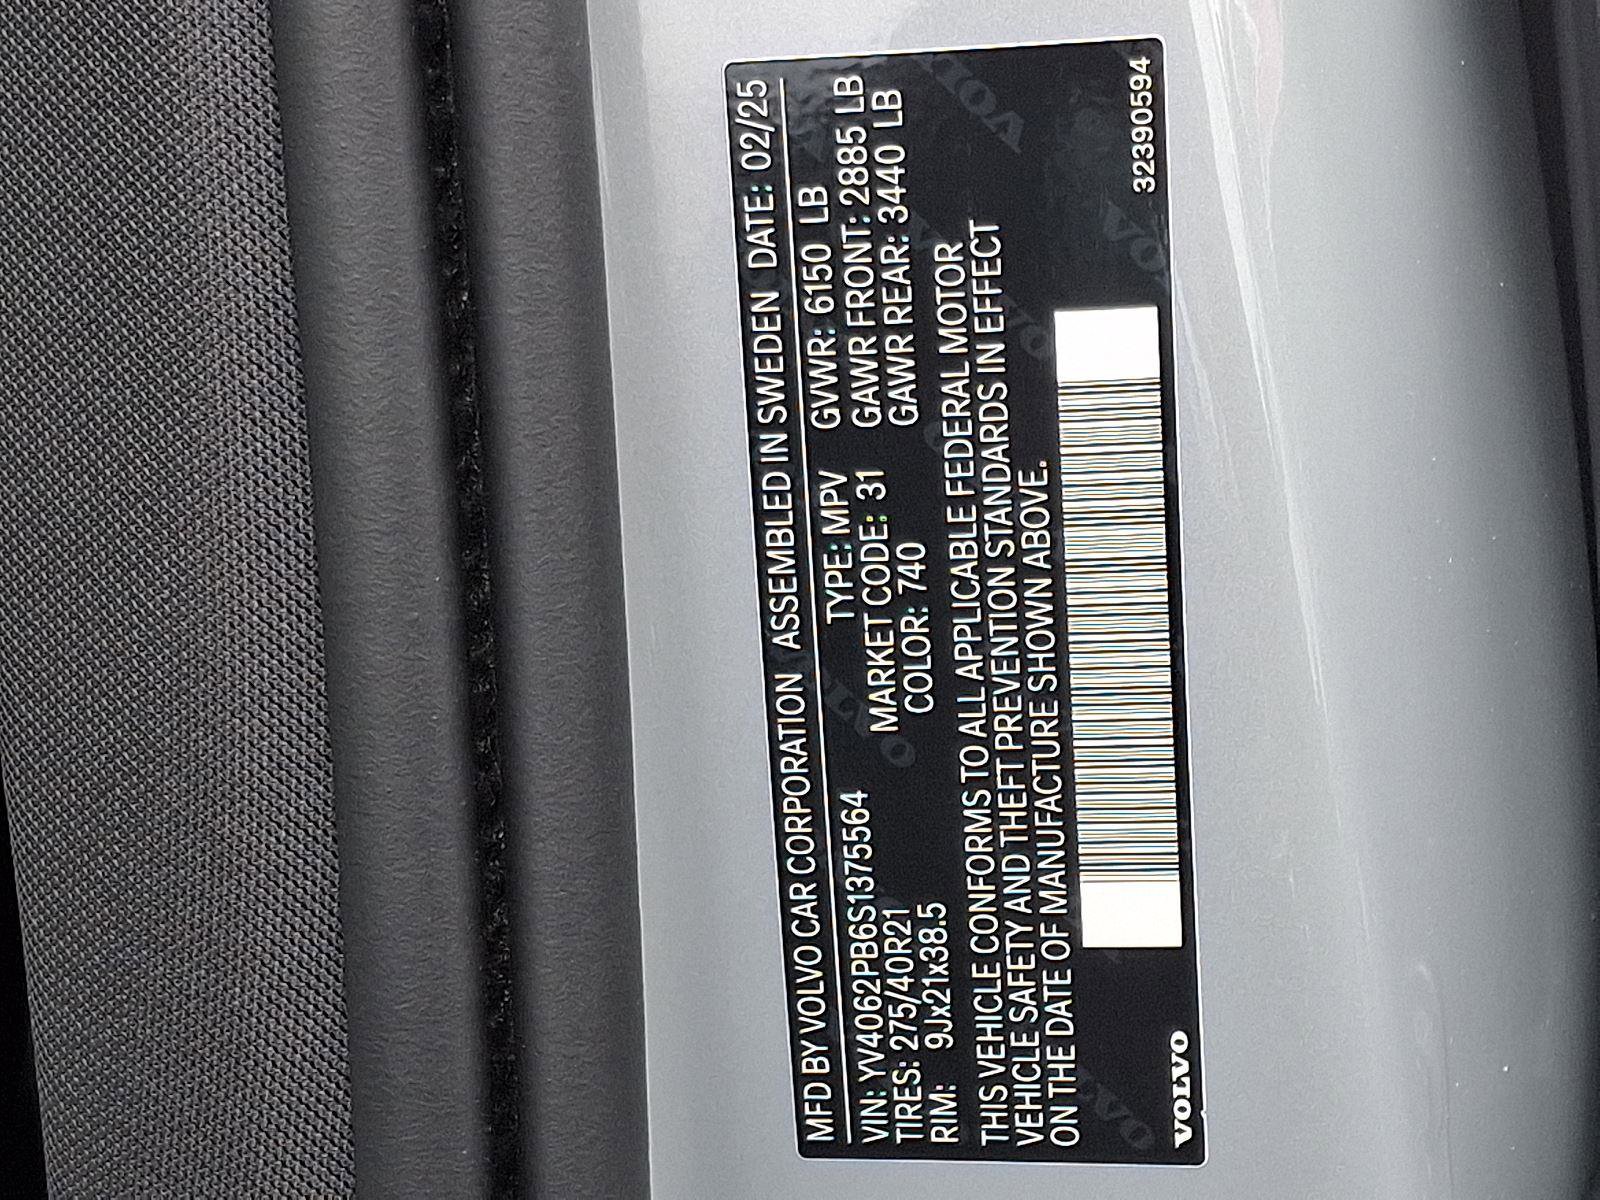 MFD BY VOLVO CAR CORPORATION ASSEMBLED IN SWEDEN DATE: 02/25
VIN: YV4062PB6S1375564 TYPE: MPV GVWR: 6150 LB
TIRES: 275/40R21 MARKET CODE: 31 GAWR FRONT: 2885 LB
RIM: 9Jx21x38.5 COLOR: 740 GAWR REAR: 3440 LB
THIS VEHICLE CONFORMS TO ALL APPLICABLE FEDERAL MOTOR
VEHICLE SAFETY AND THEFT PREVENTION STANDARDS IN EFFECT
ON THE DATE OF MANUFACTURE SHOWN ABOVE.
VOLVO 32390594